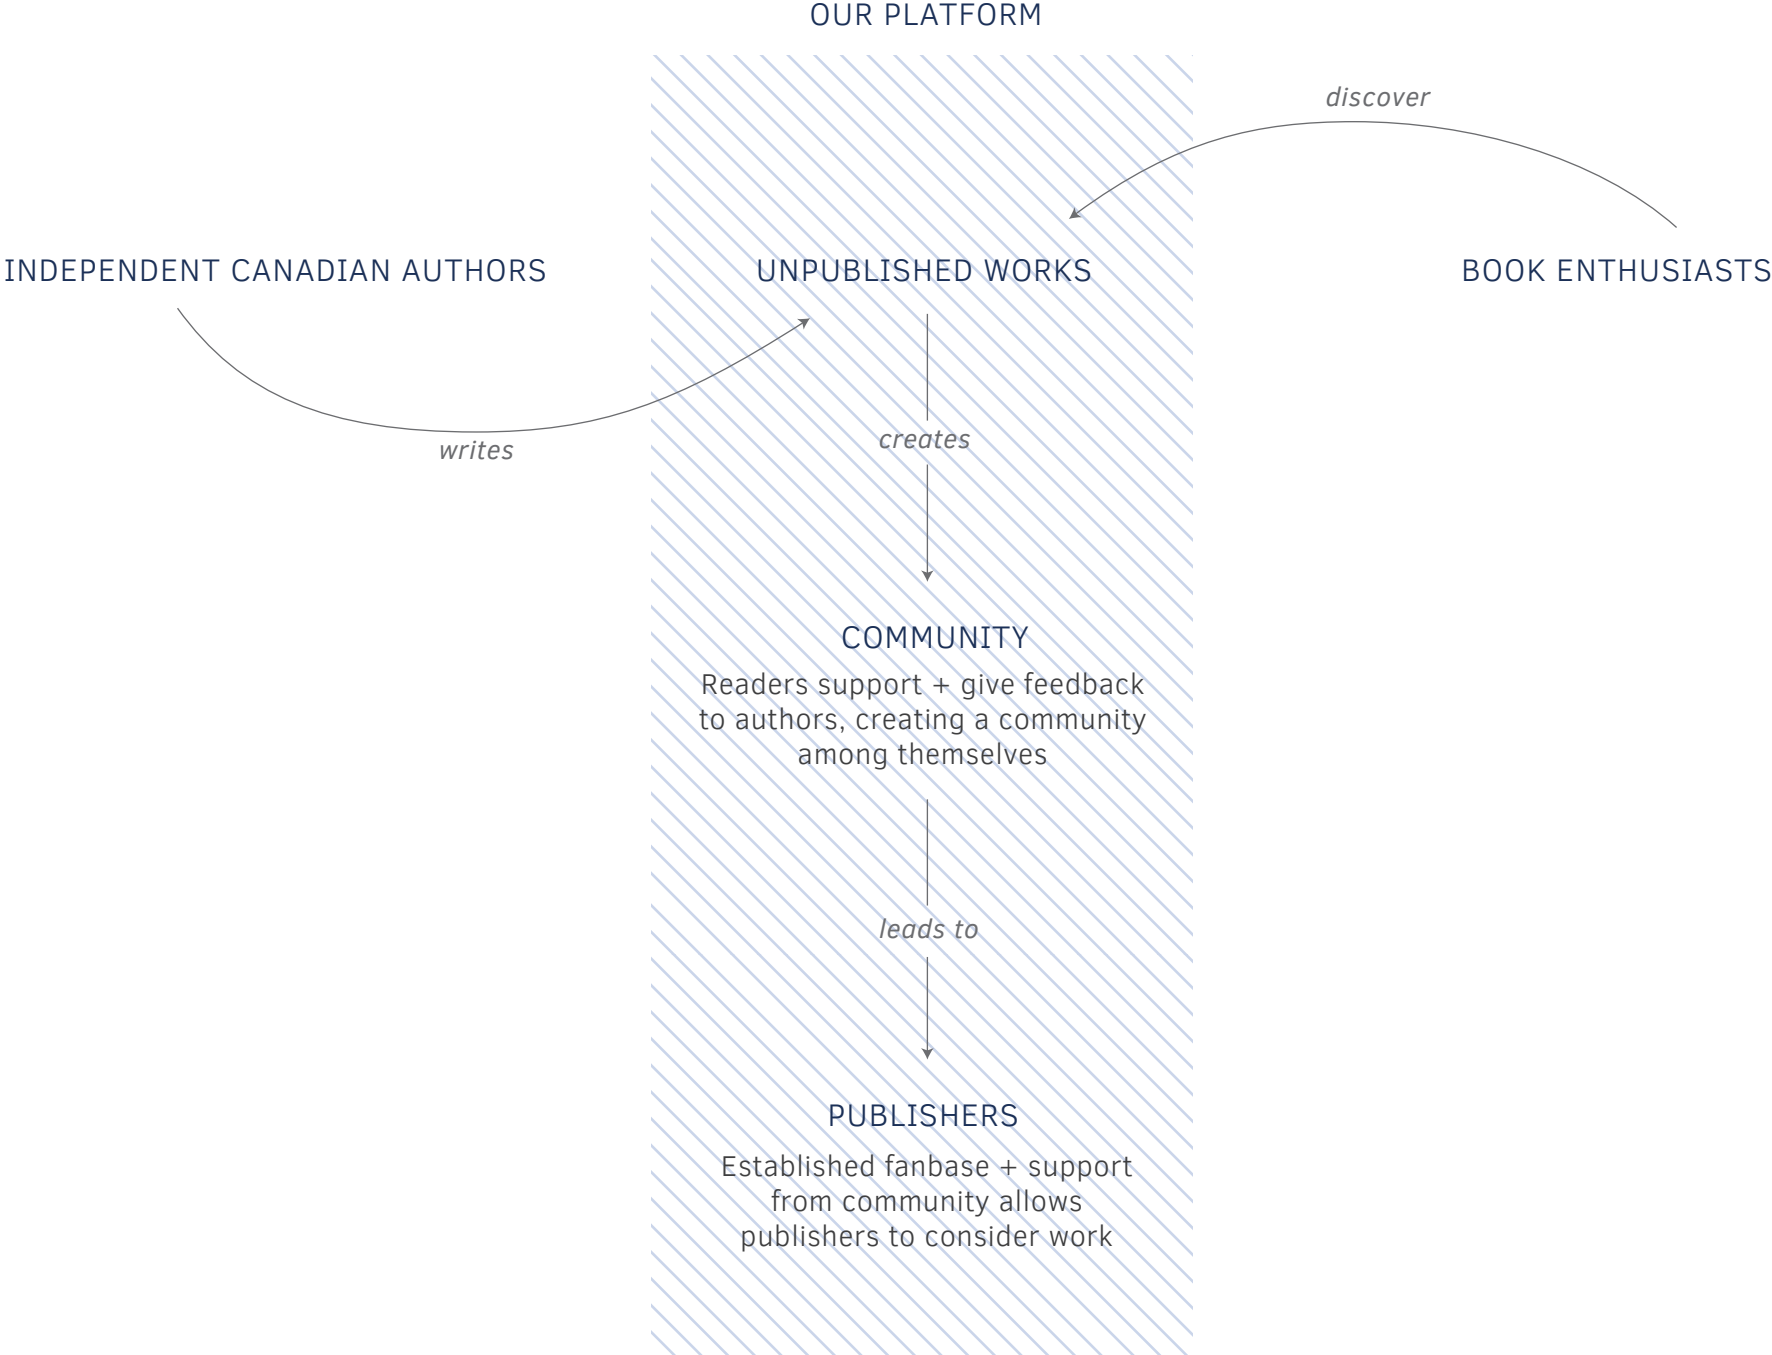 OUR PLATFORM
discover
INDEPENDENT CANADIAN AUTHORS
UNPUBLISHED WORKS
BOOK ENTHUSIASTS
writes
creates
COMMUNITY
Readers support + give feedback
to authors, creating a community
among themselves
leads to
PUBLISHERS
Established fanbase + support
from community allows
publishers to consider work